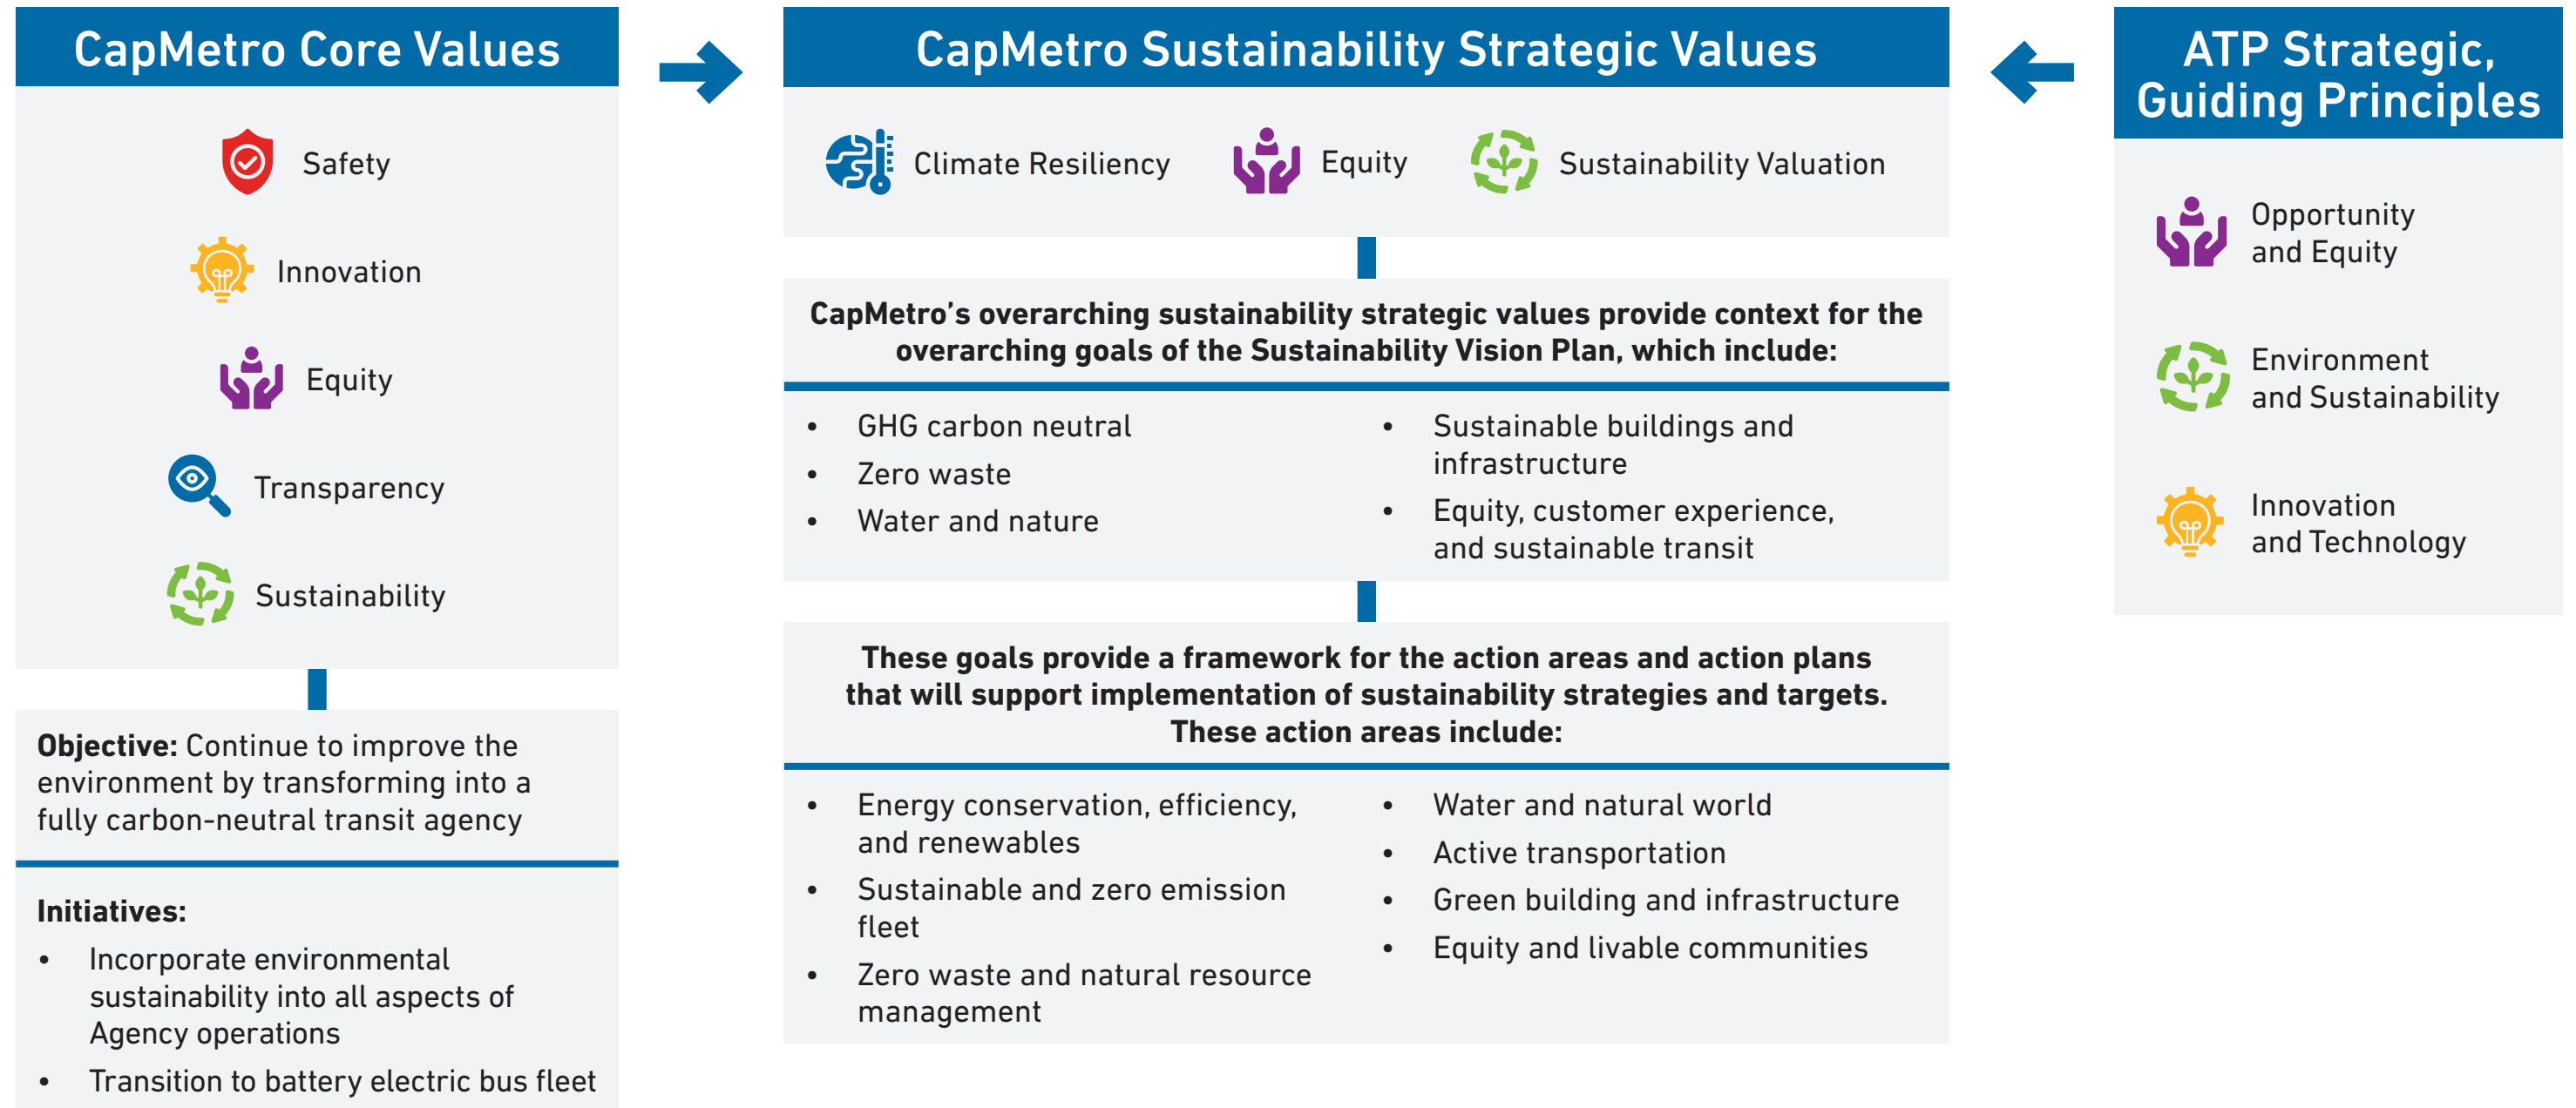 CapMetro Core Values
Safety
Innovation
Equity
Transparency
Sustainability
Objective: Continue to improve the
environment by transforming into a
fully carbon-neutral transit agency
Initiatives:
• Incorporate environmental
sustainability into all aspects of
Agency operations
• Transition to battery electric bus fleet
CapMetro Sustainability Strategic Values
Climate Resiliency
Equity
Sustainability Valuation
CapMetro’s overarching sustainability strategic values provide context for the
overarching goals of the Sustainability Vision Plan, which include:
• GHG carbon neutral
• Zero waste
• Water and nature
• Sustainable buildings and
infrastructure
• Equity, customer experience,
and sustainable transit
These goals provide a framework for the action areas and action plans
that will support implementation of sustainability strategies and targets.
These action areas include:
• Energy conservation, efficiency,
and renewables
• Sustainable and zero emission
fleet
• Zero waste and natural resource
management
• Water and natural world
• Active transportation
• Green building and infrastructure
• Equity and livable communities
ATP Strategic,
Guiding Principles
Opportunity
and Equity
Environment
and Sustainability
Innovation
and Technology